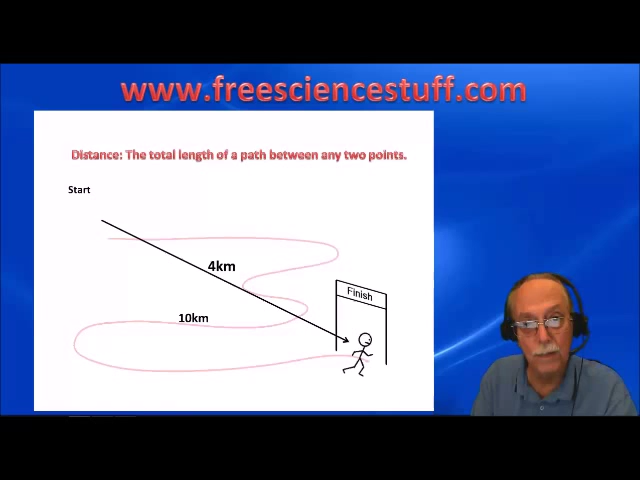 www.freesciencestuff.com
Distance: The total length of a path between any two points.
Start
4km
Finish
10km